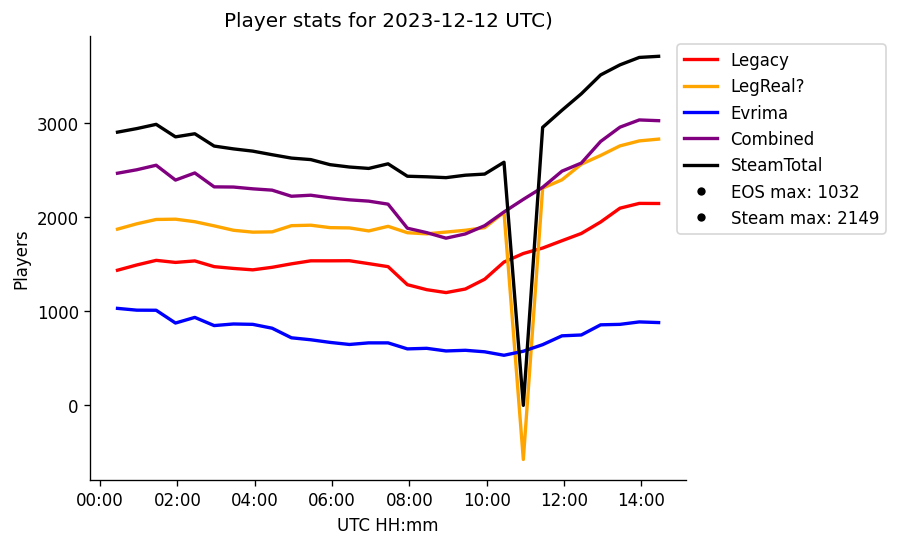 Player stats for 2023-12-12 UTC)
Legacy
LegReal?
Evrima
Combined
SteamTotal
EOS max: 1032
Steam max: 2149
Players
3000
2000
1000
0
00:00 02:00 04:00 06:00 08:00 10:00 12:00 14:00
UTC HH:mm